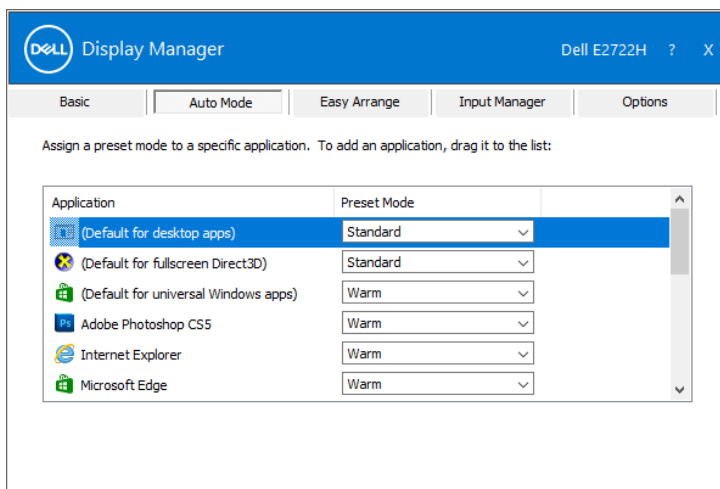 DELL Display Manager Dell E2722H ? X
Basic Auto Mode Easy Arrange Input Manager Options
Assign a preset mode to a specific application. To add an application, drag it to the list:
Application Preset Mode
(Default for desktop apps) Standard
(Default for fullscreen Direct3D) Standard
(Default for universal Windows apps) Warm
Ps Adobe Photoshop CS5 Warm
Internet Explorer Warm
Microsoft Edge Warm